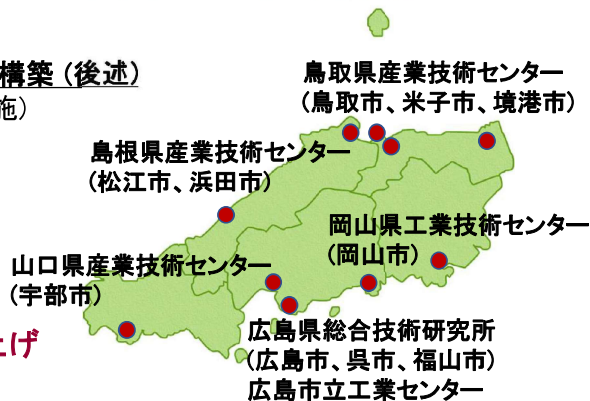 構築（後述）
施）
鳥取県産業技術センター
（鳥取市、米子市、境港市）
島根県産業技術センター
（松江市、浜田市）
岡山県工業技術センター
（岡山市）
山口県産業技術センター
（宇部市）
広島県総合技術研究所
（広島市、呉市、福山市）
広島市立工業センター
上げ